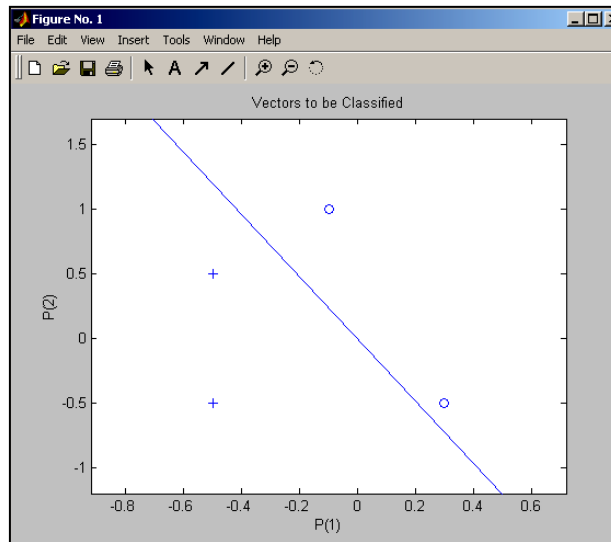 Figure No. 1
File Edit View Insert Tools Window Help
A
Vectors to be Classified
1.5
1
0.5
0
-0.5
-1
P(2)
-0.8 -0.6 -0.4 -0.2 0 0.2 0.4 0.6
P(1)